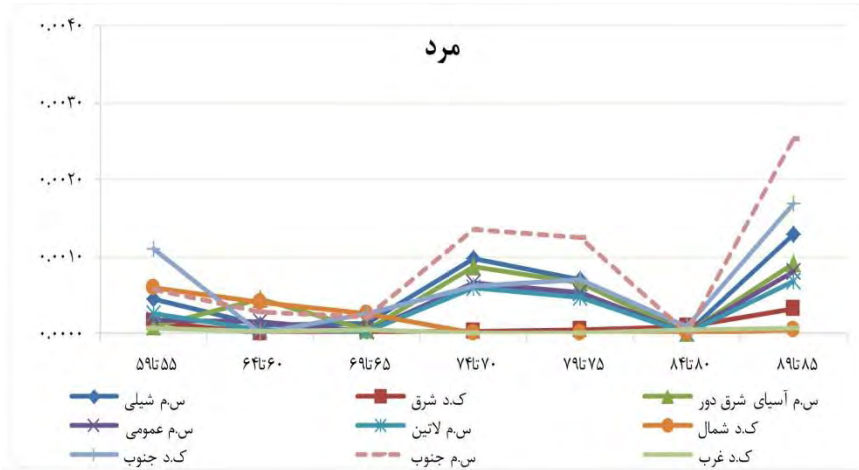 مرد
۰٫۰۰۴۰
۰٫۰۰۳۰
۰٫۰۰۲۰
۰٫۰۰۱۰
۰٫۰۰۰۰
۵۵تا۵۹
۶۰تا۶۴
۶۵تا۶۹
۷۰تا۷۴
۷۵تا۷۹
۸۰تا۸۴
۸۵تا۸۹
س.م شیلی
ک.د شرق
س.م آسیای شرق دور
س.م عمومی
س.م لاتین
ک.د شمال
ک.د جنوب
س.م جنوب
ک.د غرب